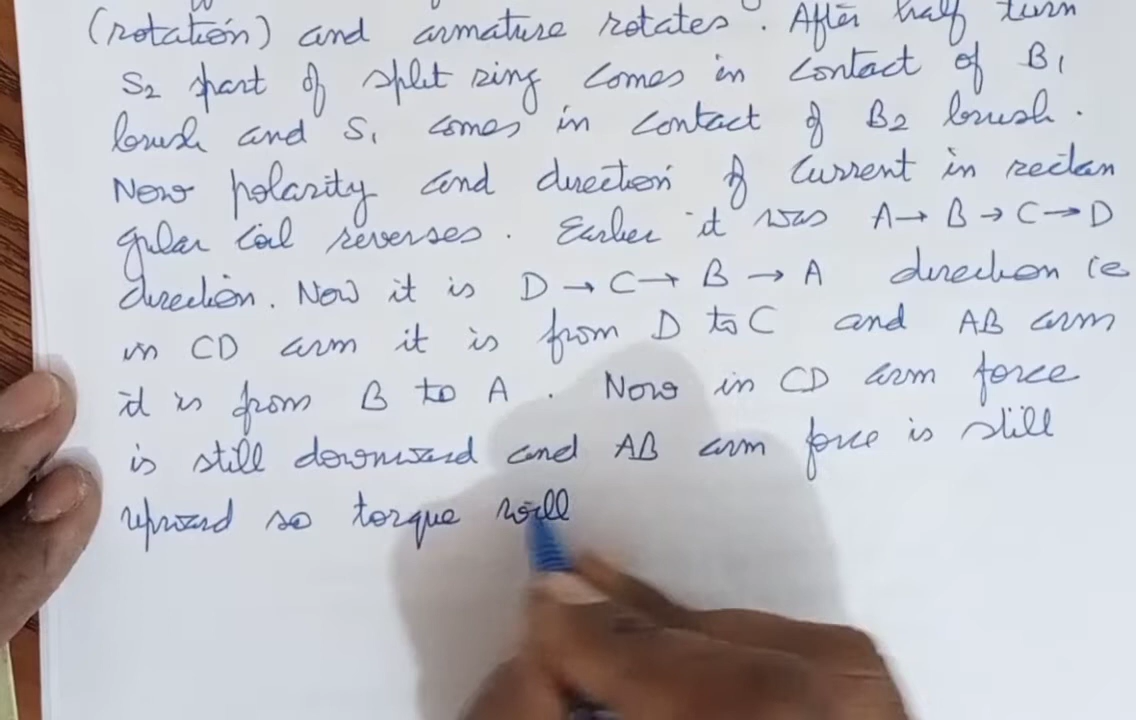 (rotation) and armature rotates. After half turn
S2 part of split ring comes in contact of B1
brush and S1 comes in contact of B2 brush.
Now polarity and direction of current in rectan
gular coil reverses. Earlier it was A→ B → C → D
direction. Now it is D → C → B → A direction ie
in CD arm it is from D to C and AB arm
it is from B to A. Now in CD arm force
is still downward and AB arm force is still
upward so torque will